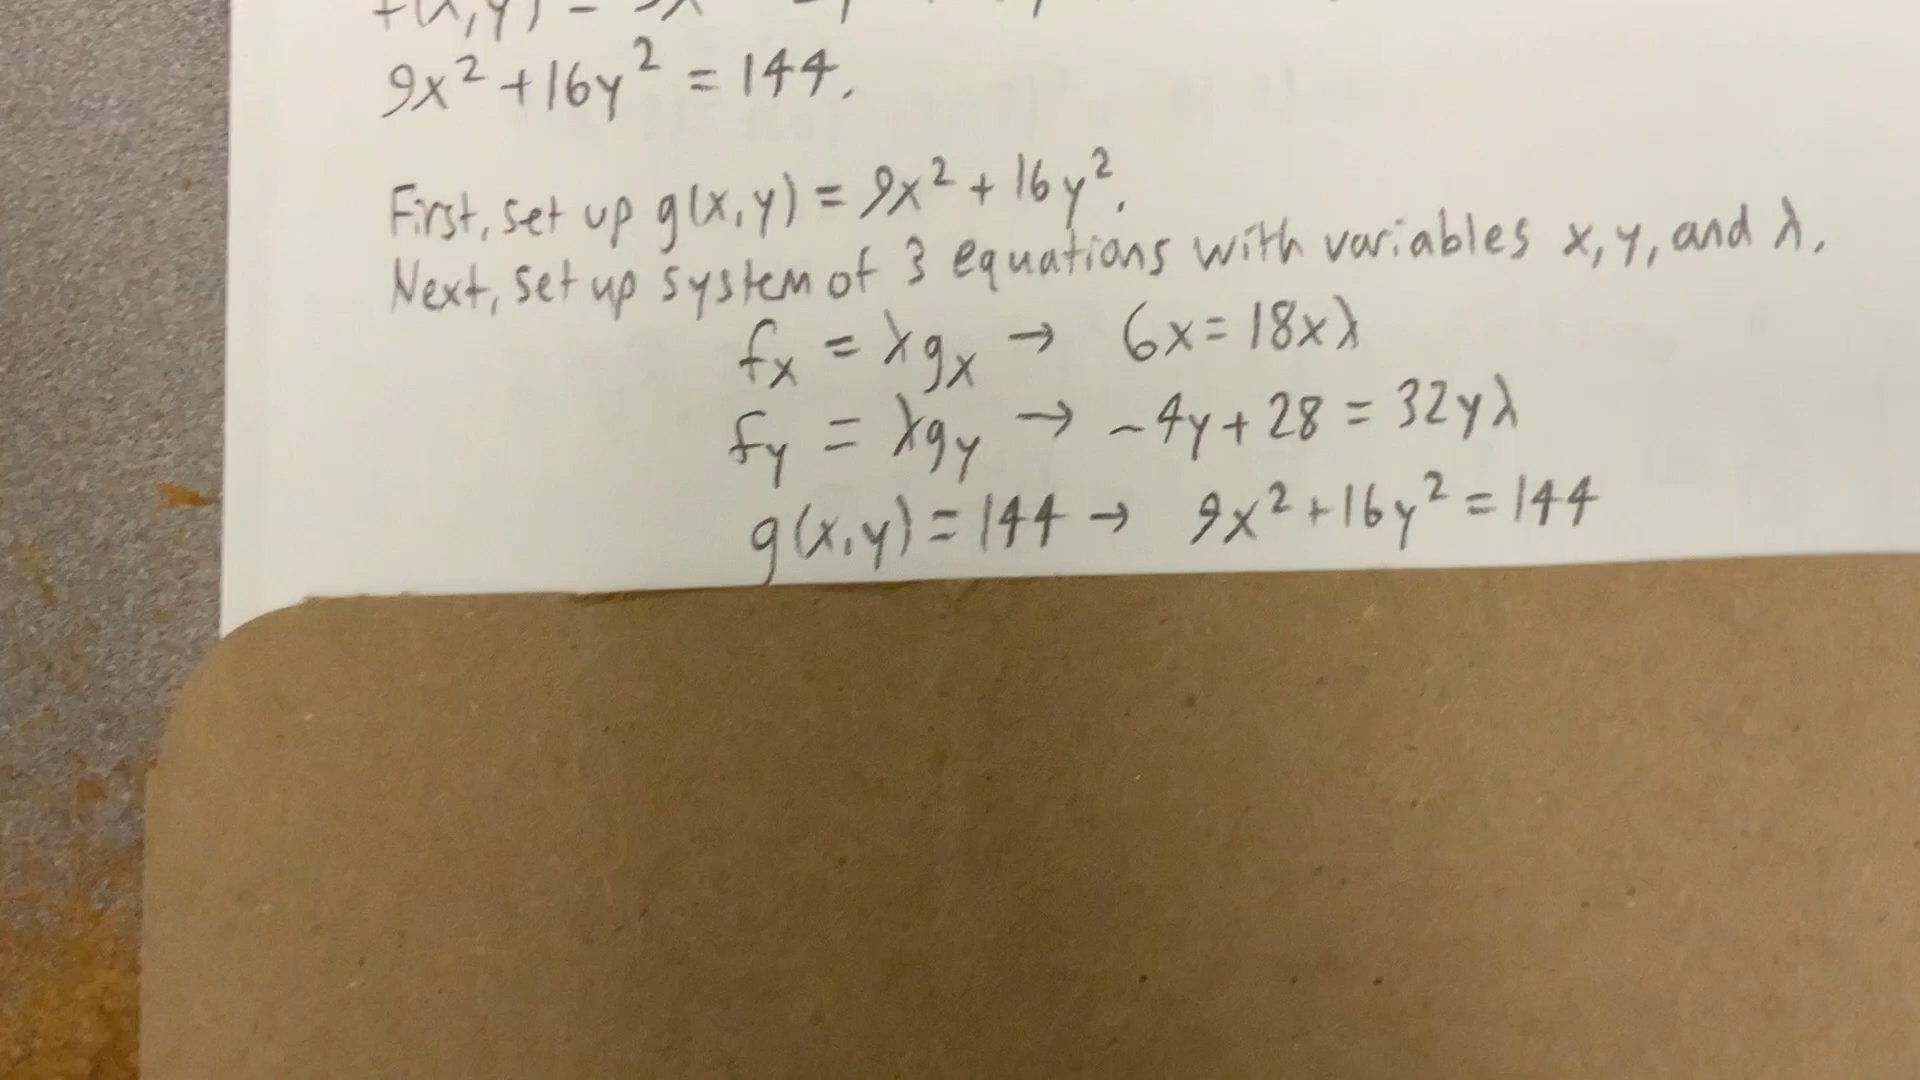 f(x,y) =
9x² + 16y² = 144.
First, set up g(x,y) = 9x² + 16y².
Next, set up system of 3 equations with variables x, y, and λ.
fx = λgx → 6x = 18xλ
fy = λgy → -4y + 28 = 32yλ
g(x,y) = 144 → 9x² + 16y² = 144